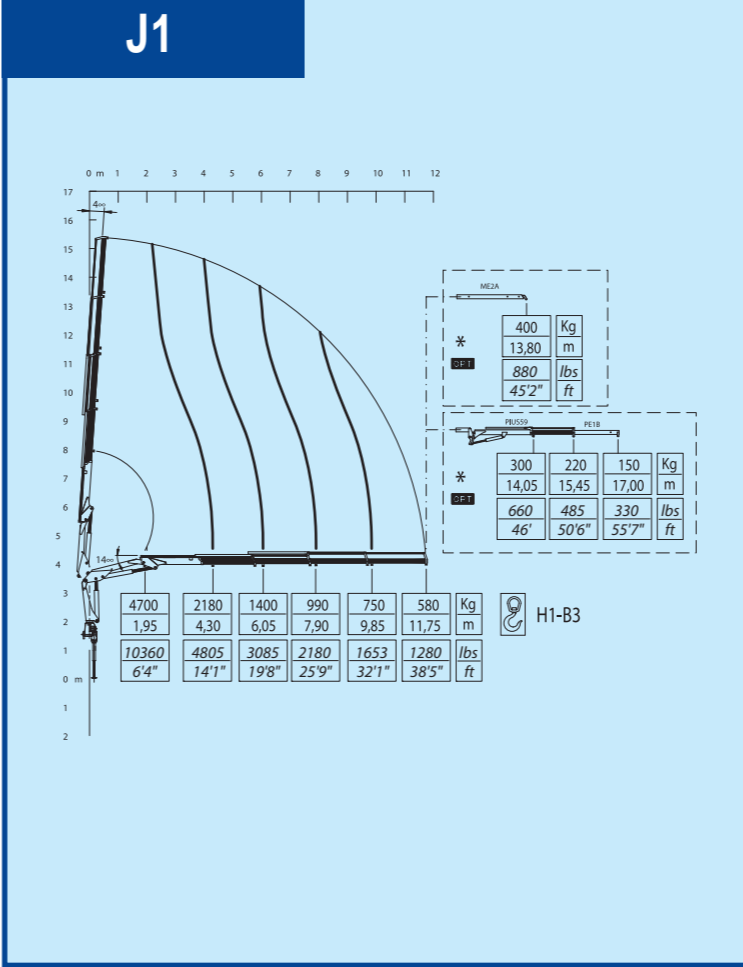 J1
0 m 1 2 3 4 5 6 7 8 9 10 11 12
17
4∞
16
15
14
13
12
11
10
9
8
7
6
5
14∞
4
3
2
1
0 m
1
2
ME2A
*
OPT
400 Kg
13,80 m
880 lbs
45'2" ft
PJUS59 PE1B
*
OPT
300 220 150 Kg
14,05 15,45 17,00 m
660 485 330 lbs
46' 50'6" 55'7" ft
4700 2180 1400 990 750 580 Kg
1,95 4,30 6,05 7,90 9,85 11,75 m
10360 4805 3085 2180 1653 1280 lbs
6'4" 14'1" 19'8" 25'9" 32'1" 38'5" ft
H1-B3